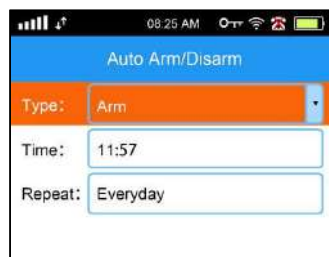 08:25 AM
Auto Arm/Disarm
Type: Arm
Time: 11:57
Repeat: Everyday